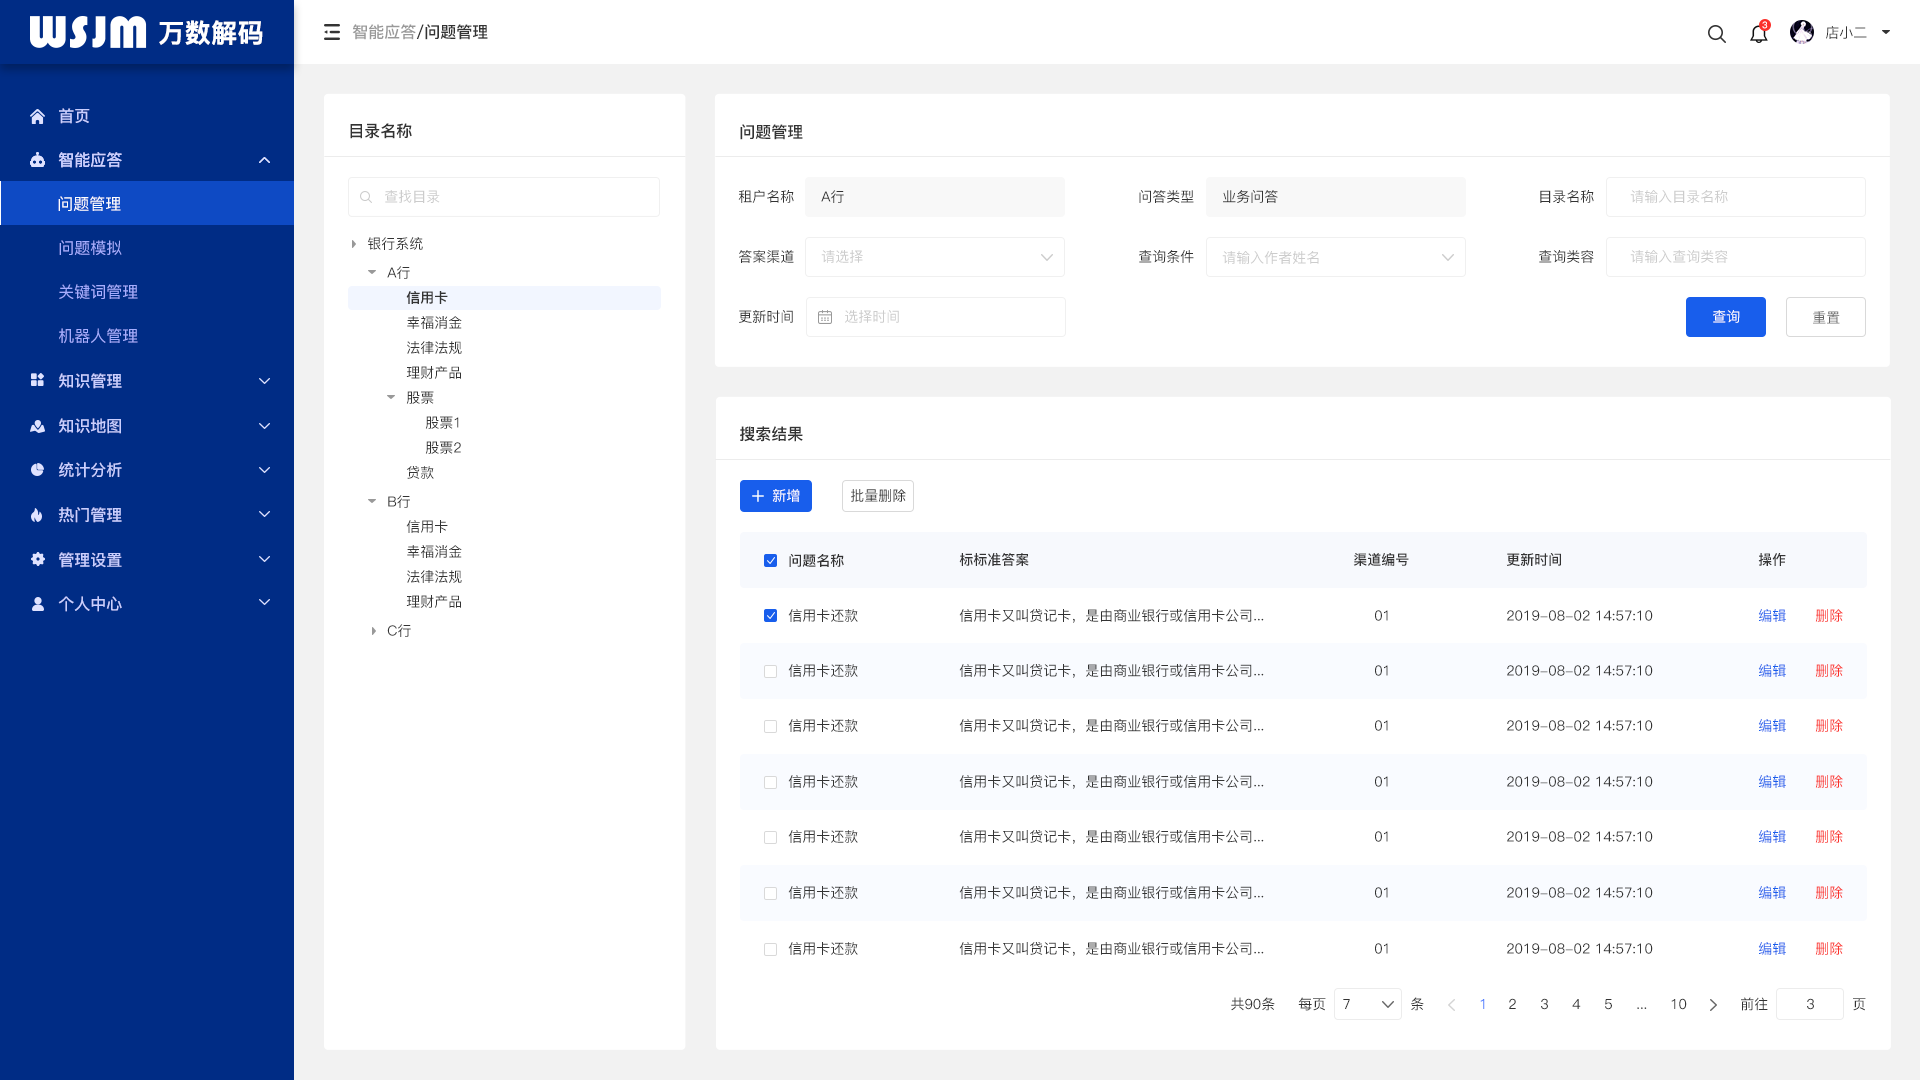 WSJM 万数解码
智能应答/问题管理
3
店小二
首页
智能应答
问题管理
问题模拟
关键词管理
机器人管理
知识管理
知识地图
统计分析
热门管理
管理设置
个人中心
目录名称
查找目录
银行系统
A行
信用卡
幸福消金
法律法规
理财产品
股票
股票1
股票2
贷款
B行
信用卡
幸福消金
法律法规
理财产品
C行
问题管理
租户名称 A行 问答类型 业务问答 目录名称 请输入目录名称
答案渠道 请选择 查询条件 请输入作者姓名 查询类容 请输入查询类容
更新时间 选择时间 查询 重置
搜索结果
新增 批量删除
问题名称 标标准答案 渠道编号 更新时间 操作
信用卡还款 信用卡又叫贷记卡，是由商业银行或信用卡公司... 01 2019-08-02 14:57:10 编辑 删除
信用卡还款 信用卡又叫贷记卡，是由商业银行或信用卡公司... 01 2019-08-02 14:57:10 编辑 删除
信用卡还款 信用卡又叫贷记卡，是由商业银行或信用卡公司... 01 2019-08-02 14:57:10 编辑 删除
信用卡还款 信用卡又叫贷记卡，是由商业银行或信用卡公司... 01 2019-08-02 14:57:10 编辑 删除
信用卡还款 信用卡又叫贷记卡，是由商业银行或信用卡公司... 01 2019-08-02 14:57:10 编辑 删除
信用卡还款 信用卡又叫贷记卡，是由商业银行或信用卡公司... 01 2019-08-02 14:57:10 编辑 删除
信用卡还款 信用卡又叫贷记卡，是由商业银行或信用卡公司... 01 2019-08-02 14:57:10 编辑 删除
共90条 每页 7 条 1 2 3 4 5 ... 10 前往 3 页